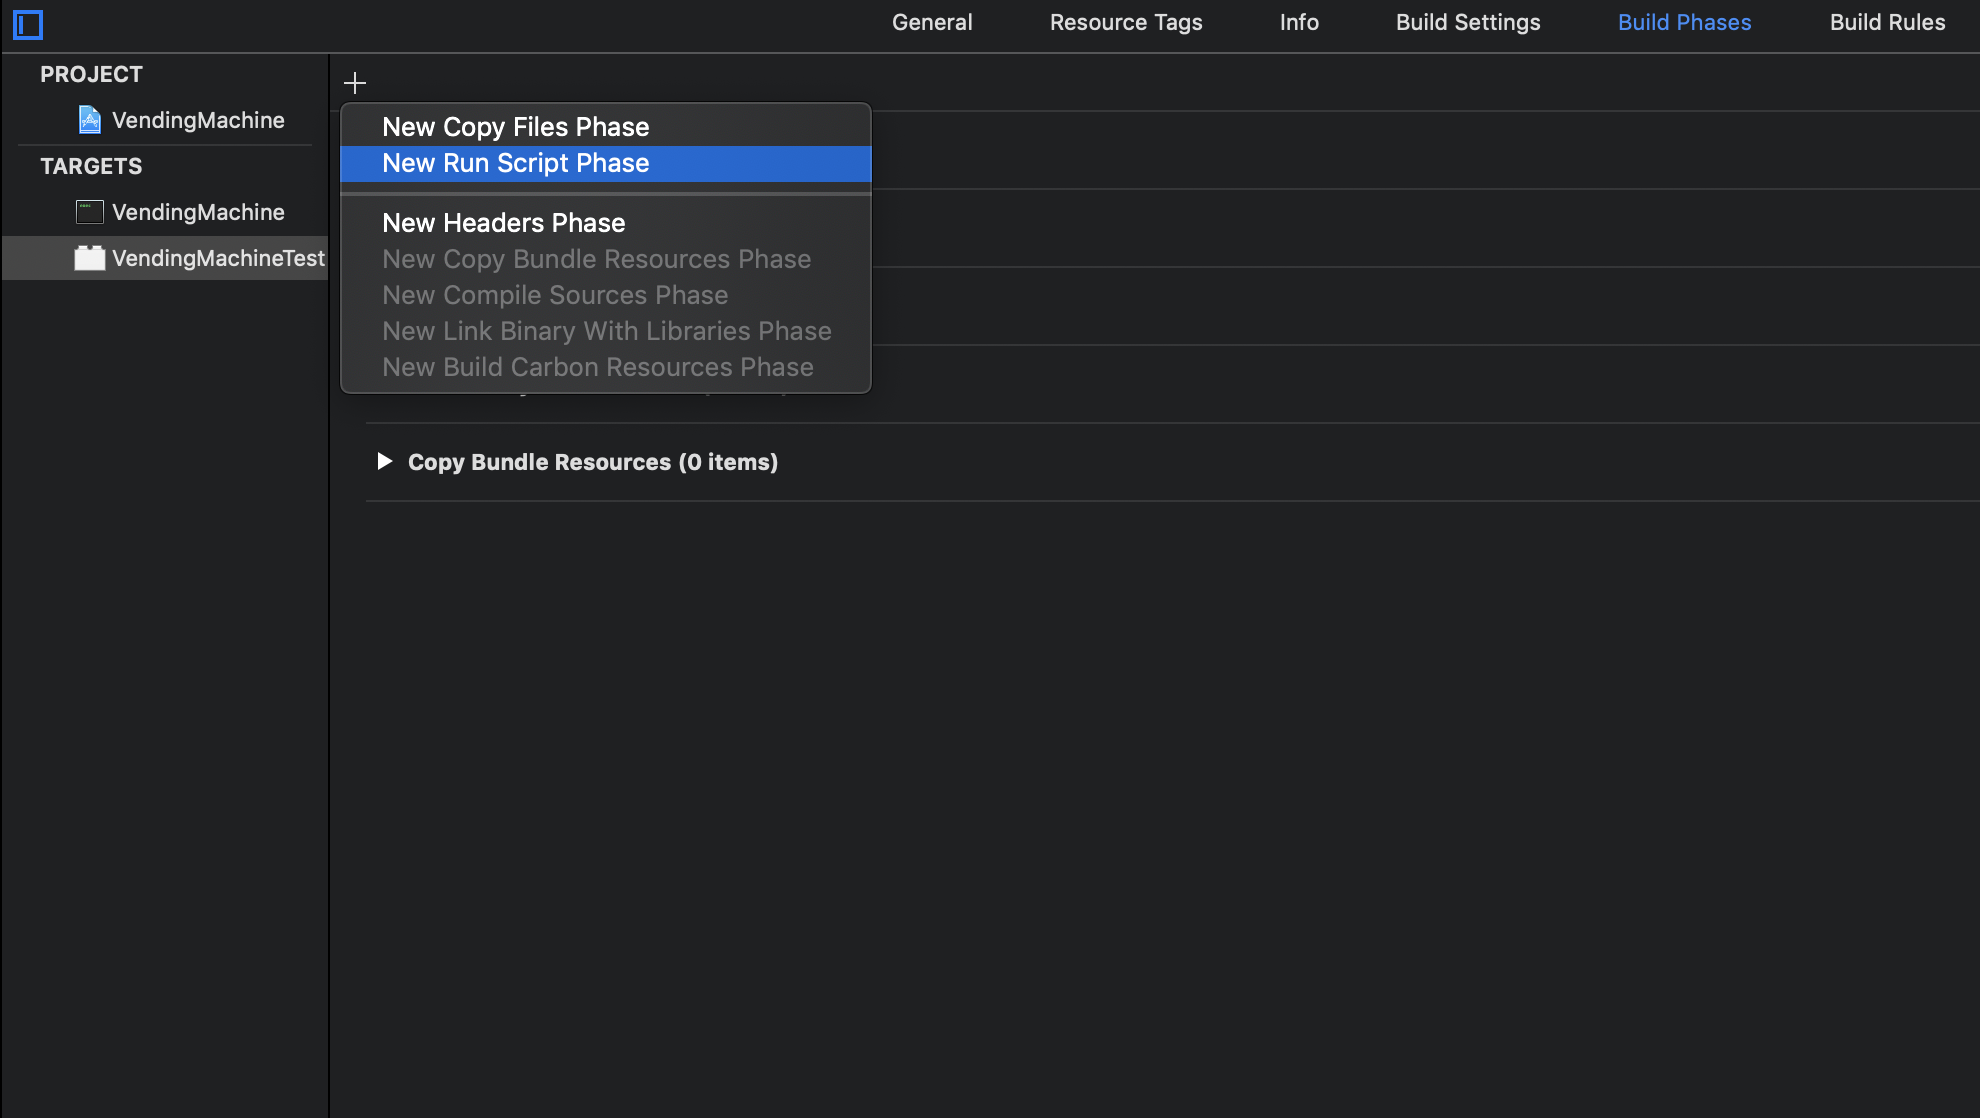 General
Resource Tags
Info
Build Settings
Build Phases
Build Rules
PROJECT
VendingMachine
TARGETS
VendingMachine
VendingMachineTest
New Copy Files Phase
New Run Script Phase
New Headers Phase
New Copy Bundle Resources Phase
New Compile Sources Phase
New Link Binary With Libraries Phase
New Build Carbon Resources Phase
Copy Bundle Resources (0 items)